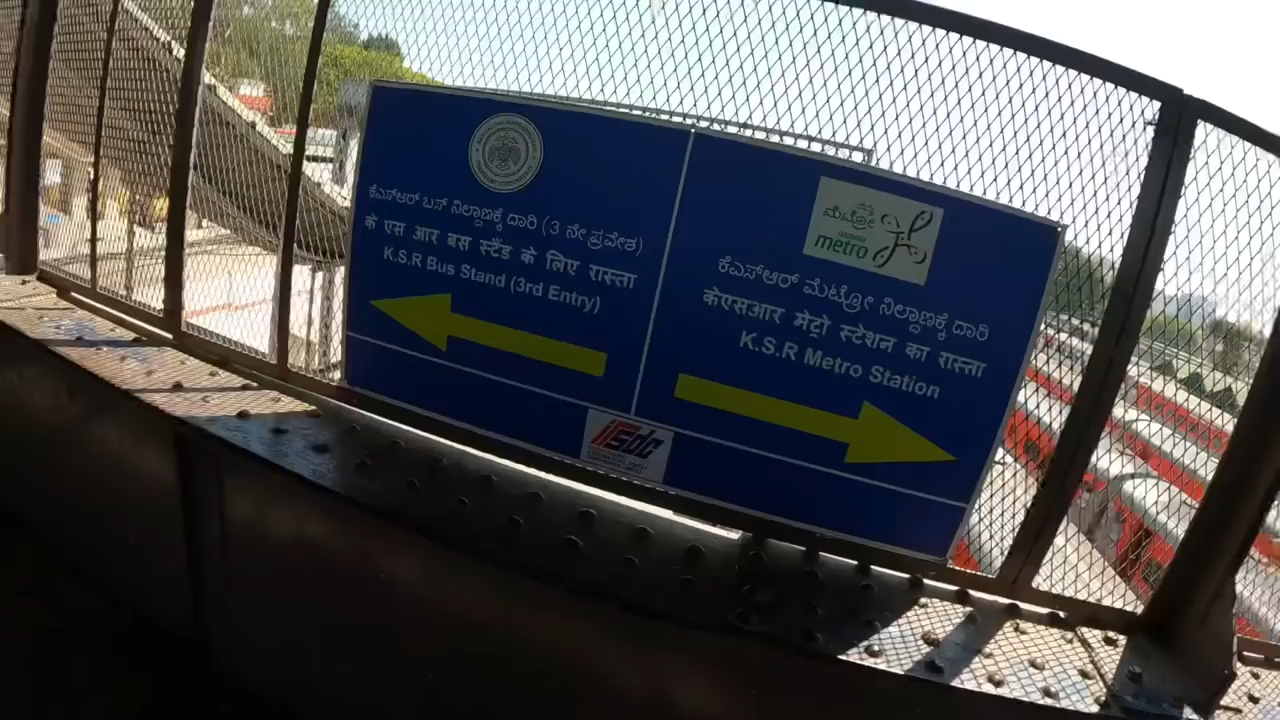 ಕೆಎಸ್ಆರ್ ಬಸ್ ನಿಲ್ದಾಣಕ್ಕೆ ದಾರಿ (3 ನೇ ಪ್ರವೇಶ)
के एस आर बस स्टैंड के लिए रास्ता
K.S.R Bus Stand (3rd Entry)
ನಮ್ಮ
ಮೆಟ್ರೋ
namma
metro
ಕೆಎಸ್ಆರ್ ಮೆಟ್ರೋ ನಿಲ್ದಾಣಕ್ಕೆ ದಾರಿ
केएसआर मेट्रो स्टेशन का रास्ता
K.S.R Metro Station
irsdc